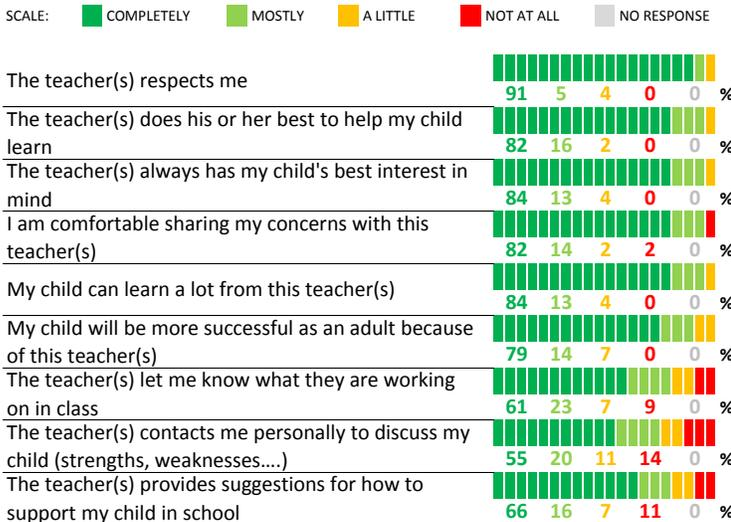 SCALE: COMPLETELY MOSTLY A LITTLE NOT AT ALL NO RESPONSE
The teacher(s) respects me
91 5 4 0 0 %
The teacher(s) does his or her best to help my child
learn
82 16 2 0 0 %
The teacher(s) always has my child's best interest in
mind
84 13 4 0 0 %
I am comfortable sharing my concerns with this
teacher(s)
82 14 2 2 0 %
My child can learn a lot from this teacher(s)
84 13 4 0 0 %
My child will be more successful as an adult because
of this teacher(s)
79 14 7 0 0 %
The teacher(s) let me know what they are working
on in class
61 23 7 9 0 %
The teacher(s) contacts me personally to discuss my
child (strengths, weaknesses....)
55 20 11 14 0 %
The teacher(s) provides suggestions for how to
support my child in school
66 16 7 11 0 %